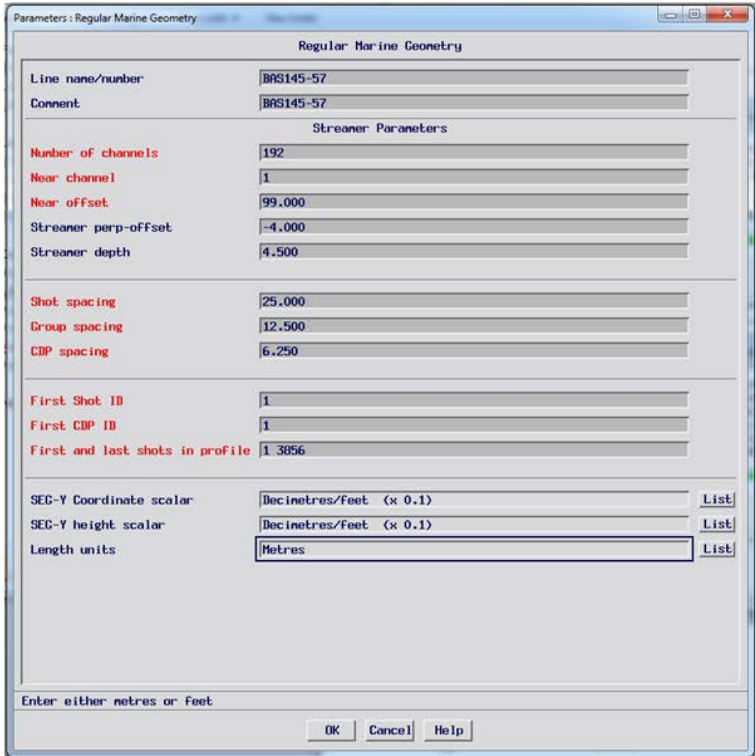 Parameters : Regular Marine Geometry
Regular Marine Geometry
Line name/number BAS145-57
Comment BAS145-57
Streamer Parameters
Number of channels 192
Near channel 1
Near offset 99.000
Streamer perp-offset -4.000
Streamer depth 4.500
Shot spacing 25.000
Group spacing 12.500
CDP spacing 6.250
First Shot ID 1
First CDP ID 1
First and last shots in profile 1 3856
SEG-Y Coordinate scalar Decimetres/feet (x 0.1) List
SEG-Y height scalar Decimetres/feet (x 0.1) List
Length units Metres List
Enter either metres or feet
OK Cancel Help